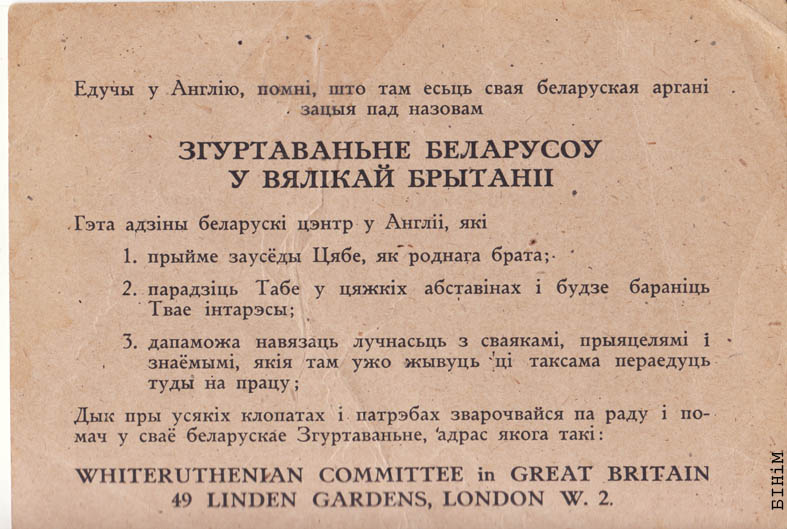 Едучы у Англію, помні, што там есьць свая беларуская аргані
зацыя пад назовам
ЗГУРТАВАНЬНЕ БЕЛАРУСОУ
У ВЯЛІКАЙ БРЫТАНІІ
Гэта адзіны беларускі цэнтр у Англіі, які
1. прыйме заусёды Цябе, як роднага брата;
2. парадзіць Табе у цяжкіх абставінах і будзе бараніць
Твае інтарэсы;
3. дапаможа навязаць лучнасьць з сваякамі, прыяцелямі і
знаёмымі, якія там ужо жывуць ці таксама пераедуць
туды на працу;
Дык пры усякіх клопатах і патрэбах зварочвайся па раду і по-
мач у сваё беларускае Згуртаваньне, адрас якога такі:
WHITERUTHENIAN COMMITTEE in GREAT BRITAIN
49 LINDEN GARDENS, LONDON W. 2.
БІНіМ